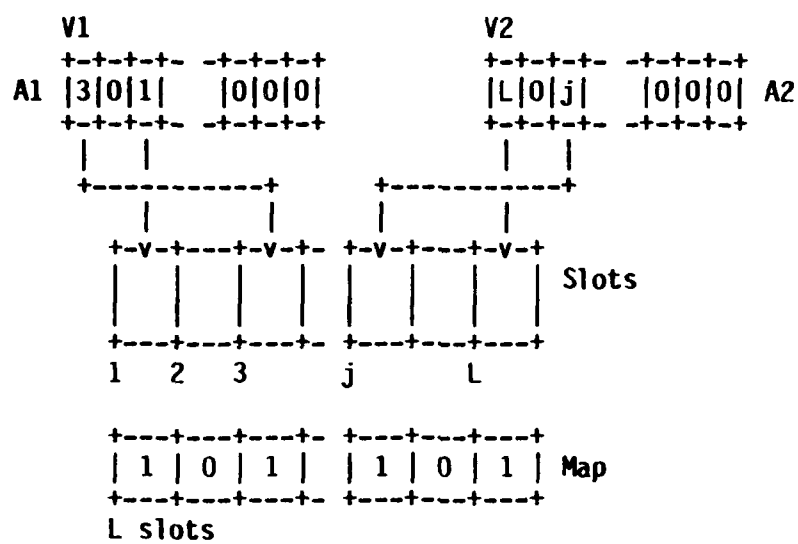 V1 V2
A1 |3|0|1| |0|0|0| |L|0|j| |0|0|0| A2
Slots
1 2 3 j L
| 1 | 0 | 1 | | 1 | 0 | 1 | Map
L slots